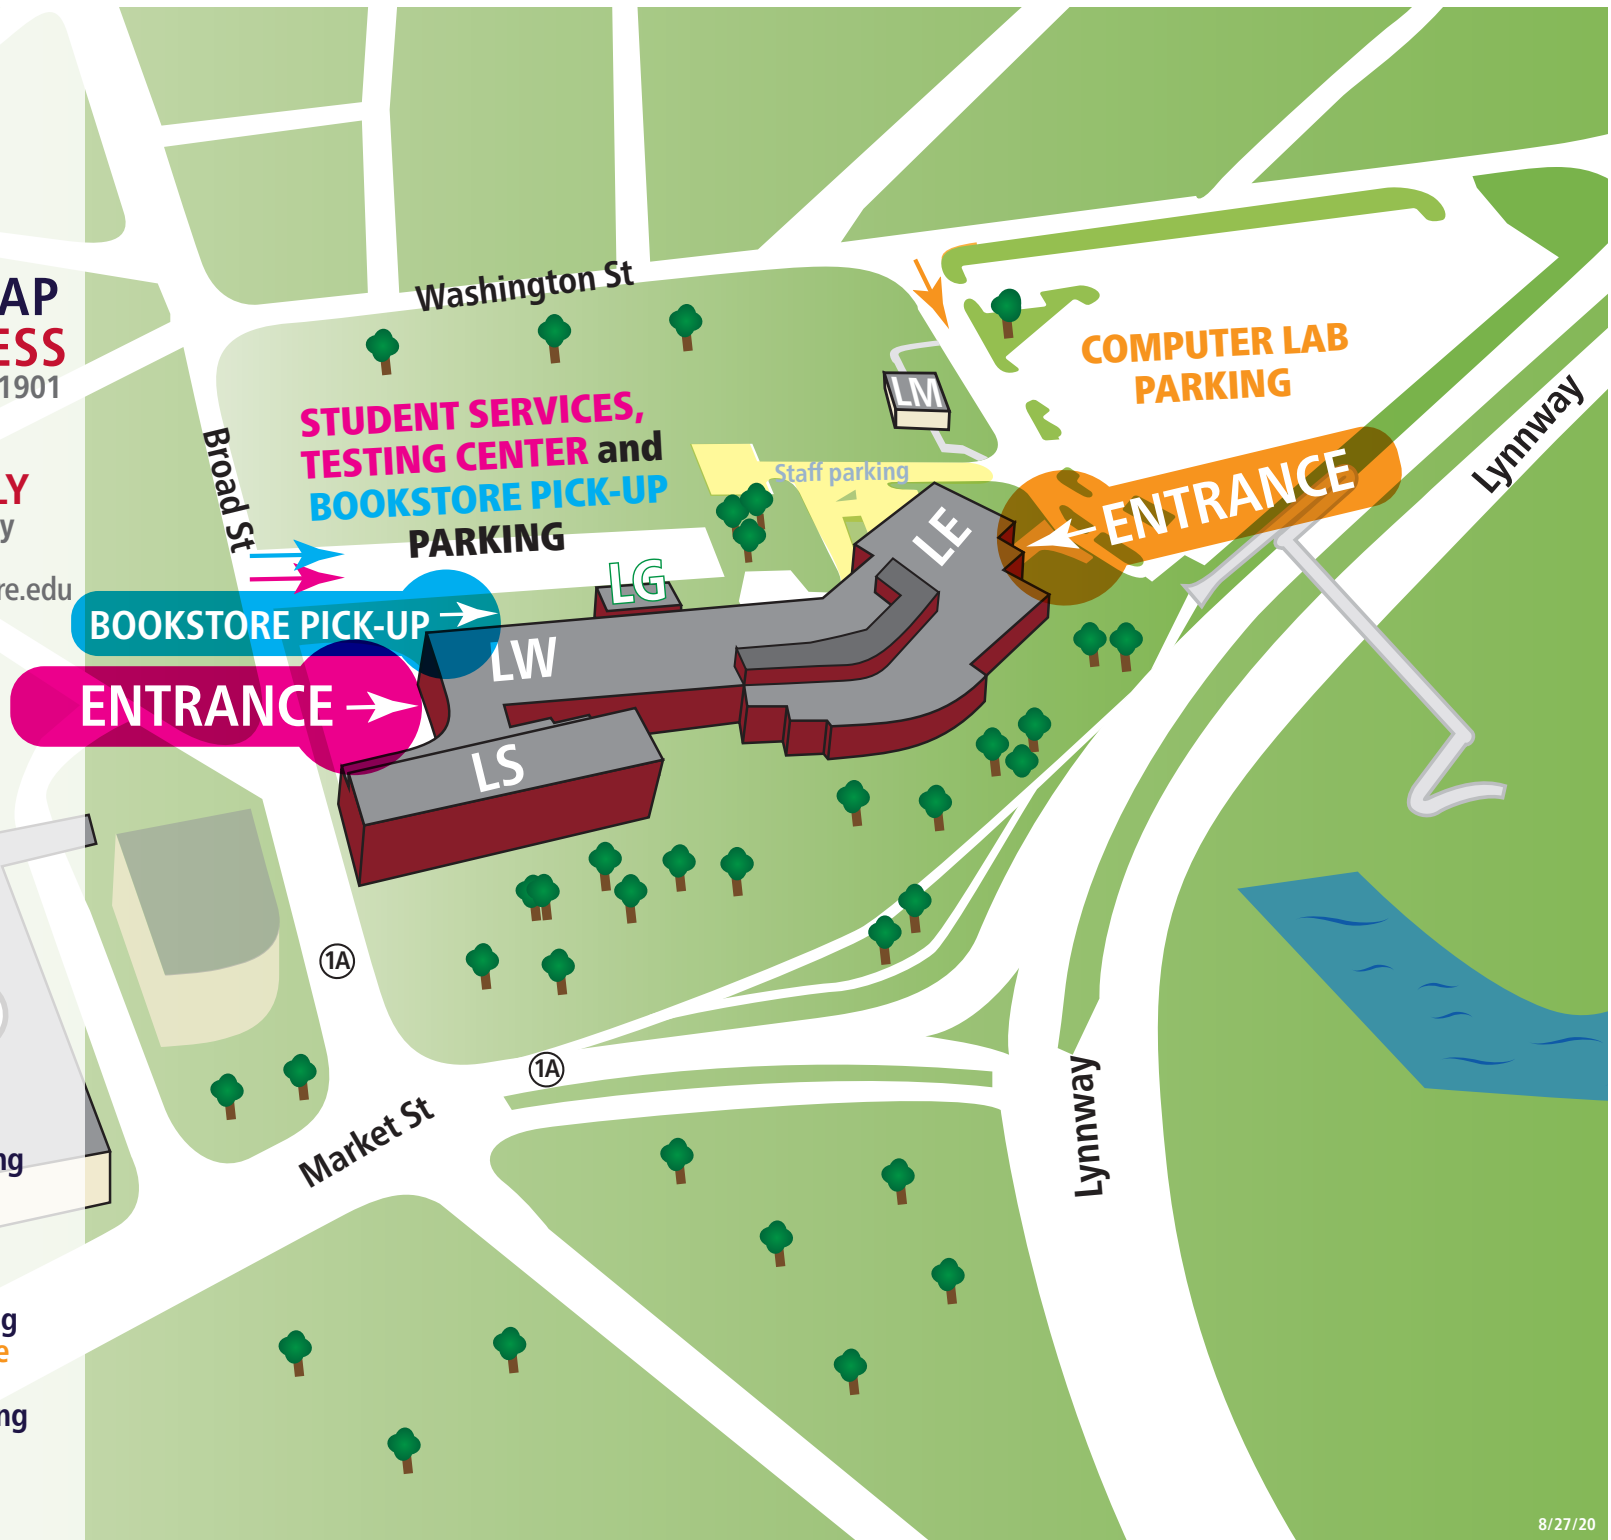 AP
ESS
1901
LY
y
re.edu
Washington St
Broad St
STUDENT SERVICES,
TESTING CENTER and
BOOKSTORE PICK-UP
PARKING
COMPUTER LAB
PARKING
LM
Staff parking
Lynnway
ENTRANCE
LE
LG
BOOKSTORE PICK-UP
LW
ENTRANCE
LS
1A
1A
Market St
Lynnway
ng
g
e
ng
8/27/20